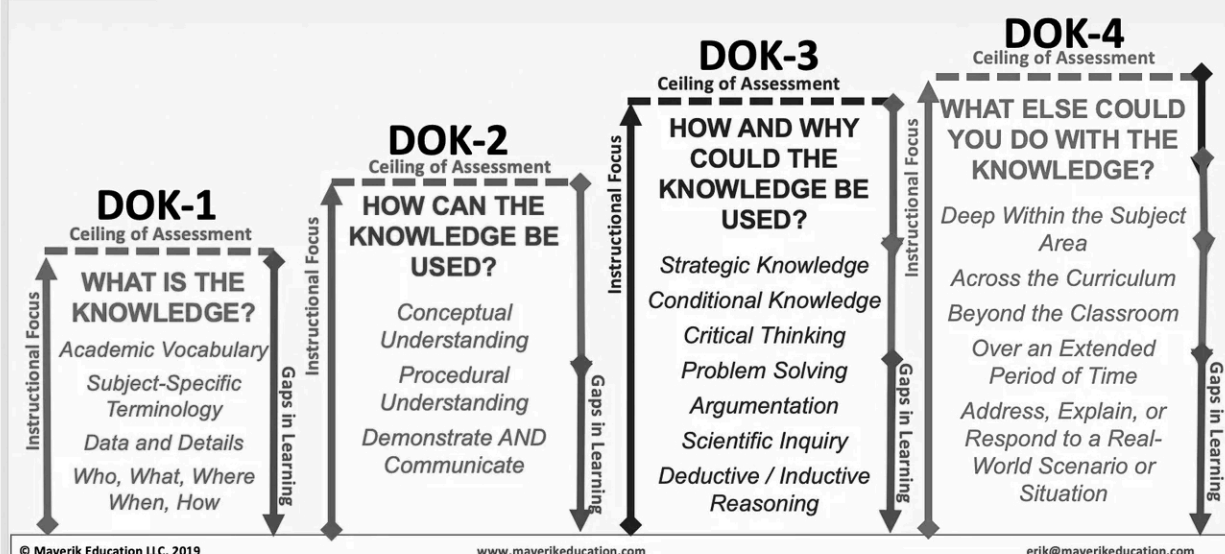 DOK-1
Ceiling of Assessment
Instructional Focus
WHAT IS THE
KNOWLEDGE?
Academic Vocabulary
Subject-Specific
Terminology
Data and Details
Who, What, Where
When, How
Gaps in Learning
DOK-2
Ceiling of Assessment
Instructional Focus
HOW CAN THE
KNOWLEDGE BE
USED?
Conceptual
Understanding
Procedural
Understanding
Demonstrate AND
Communicate
Gaps in Learning
DOK-3
Ceiling of Assessment
Instructional Focus
HOW AND WHY
COULD THE
KNOWLEDGE BE
USED?
Strategic Knowledge
Conditional Knowledge
Critical Thinking
Problem Solving
Argumentation
Scientific Inquiry
Deductive / Inductive
Reasoning
Gaps in Learning
DOK-4
Ceiling of Assessment
Instructional Focus
WHAT ELSE COULD
YOU DO WITH THE
KNOWLEDGE?
Deep Within the Subject
Area
Across the Curriculum
Beyond the Classroom
Over an Extended
Period of Time
Address, Explain, or
Respond to a Real-
World Scenario or
Situation
Gaps in Learning
© Maverik Education LLC, 2019
www.maverikeducation.com
erik@maverikeducation.com